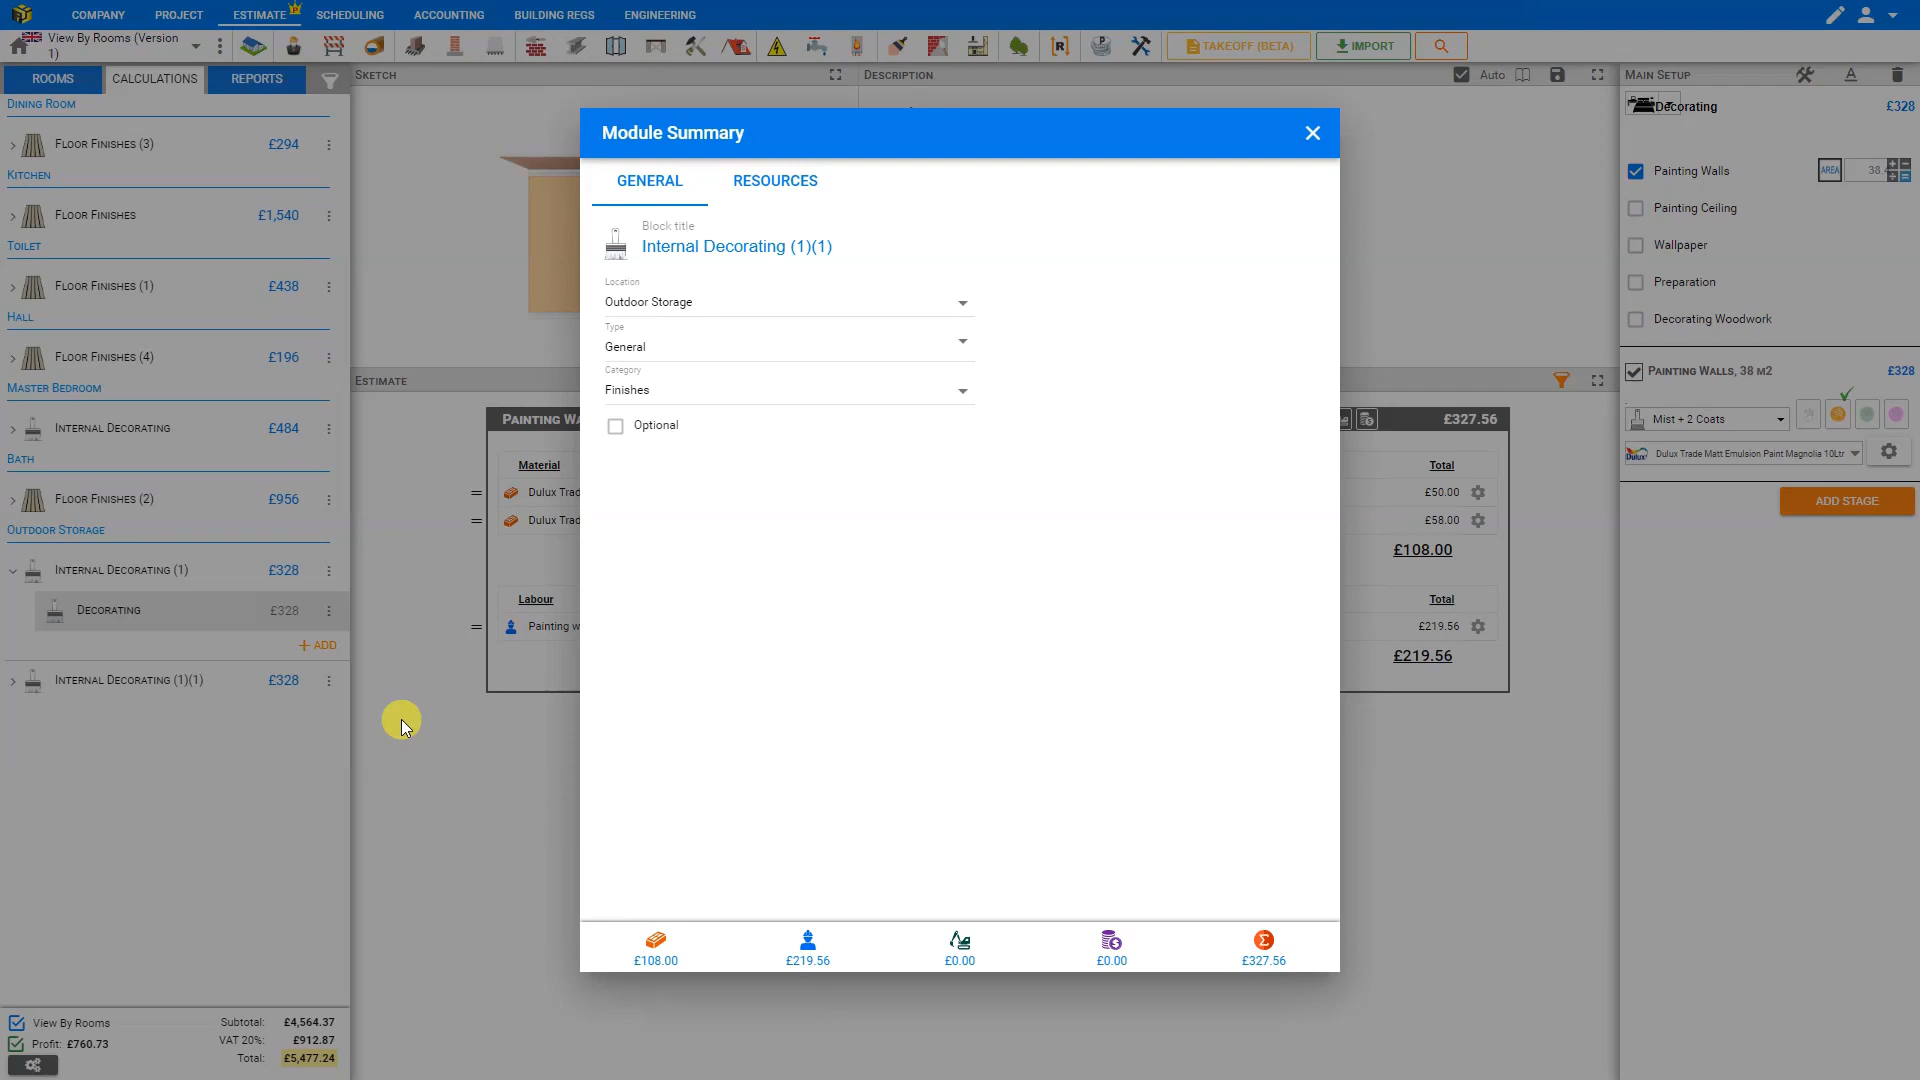 COMPANY PROJECT ESTIMATE SCHEDULING ACCOUNTING BUILDING REGS ENGINEERING
View By Rooms (Version 1)
TAKEOFF (BETA) IMPORT
ROOMS CALCULATIONS REPORTS
SKETCH
DESCRIPTION
Auto
MAIN SETUP
DINING ROOM
FLOOR FINISHES (3) £294
KITCHEN
FLOOR FINISHES £1,540
TOILET
FLOOR FINISHES (1) £438
HALL
FLOOR FINISHES (4) £196
MASTER BEDROOM
INTERNAL DECORATING £484
BATH
FLOOR FINISHES (2) £956
OUTDOOR STORAGE
INTERNAL DECORATING (1) £328
DECORATING £328
+ ADD
INTERNAL DECORATING (1)(1) £328
View By Rooms
Profit: £760.73
Subtotal: £4,564.37
VAT 20%: £912.87
Total: £5,477.24
ESTIMATE
PAINTING WA
£327.56
Material
Total
Dulux Trad
£50.00
Dulux Trad
£58.00
£108.00
Labour
Total
Painting w
£219.56
£219.56
Module Summary
GENERAL RESOURCES
Block title
Internal Decorating (1)(1)
Location
Outdoor Storage
Type
General
Category
Finishes
Optional
£108.00 £219.56 £0.00 £0.00 £327.56
Decorating £328
Painting Walls AREA 38.
Painting Ceiling
Wallpaper
Preparation
Decorating Woodwork
PAINTING WALLS, 38 M2 £328
Mist + 2 Coats
Dulux Dulux Trade Matt Emulsion Paint Magnolia 10Ltr
ADD STAGE